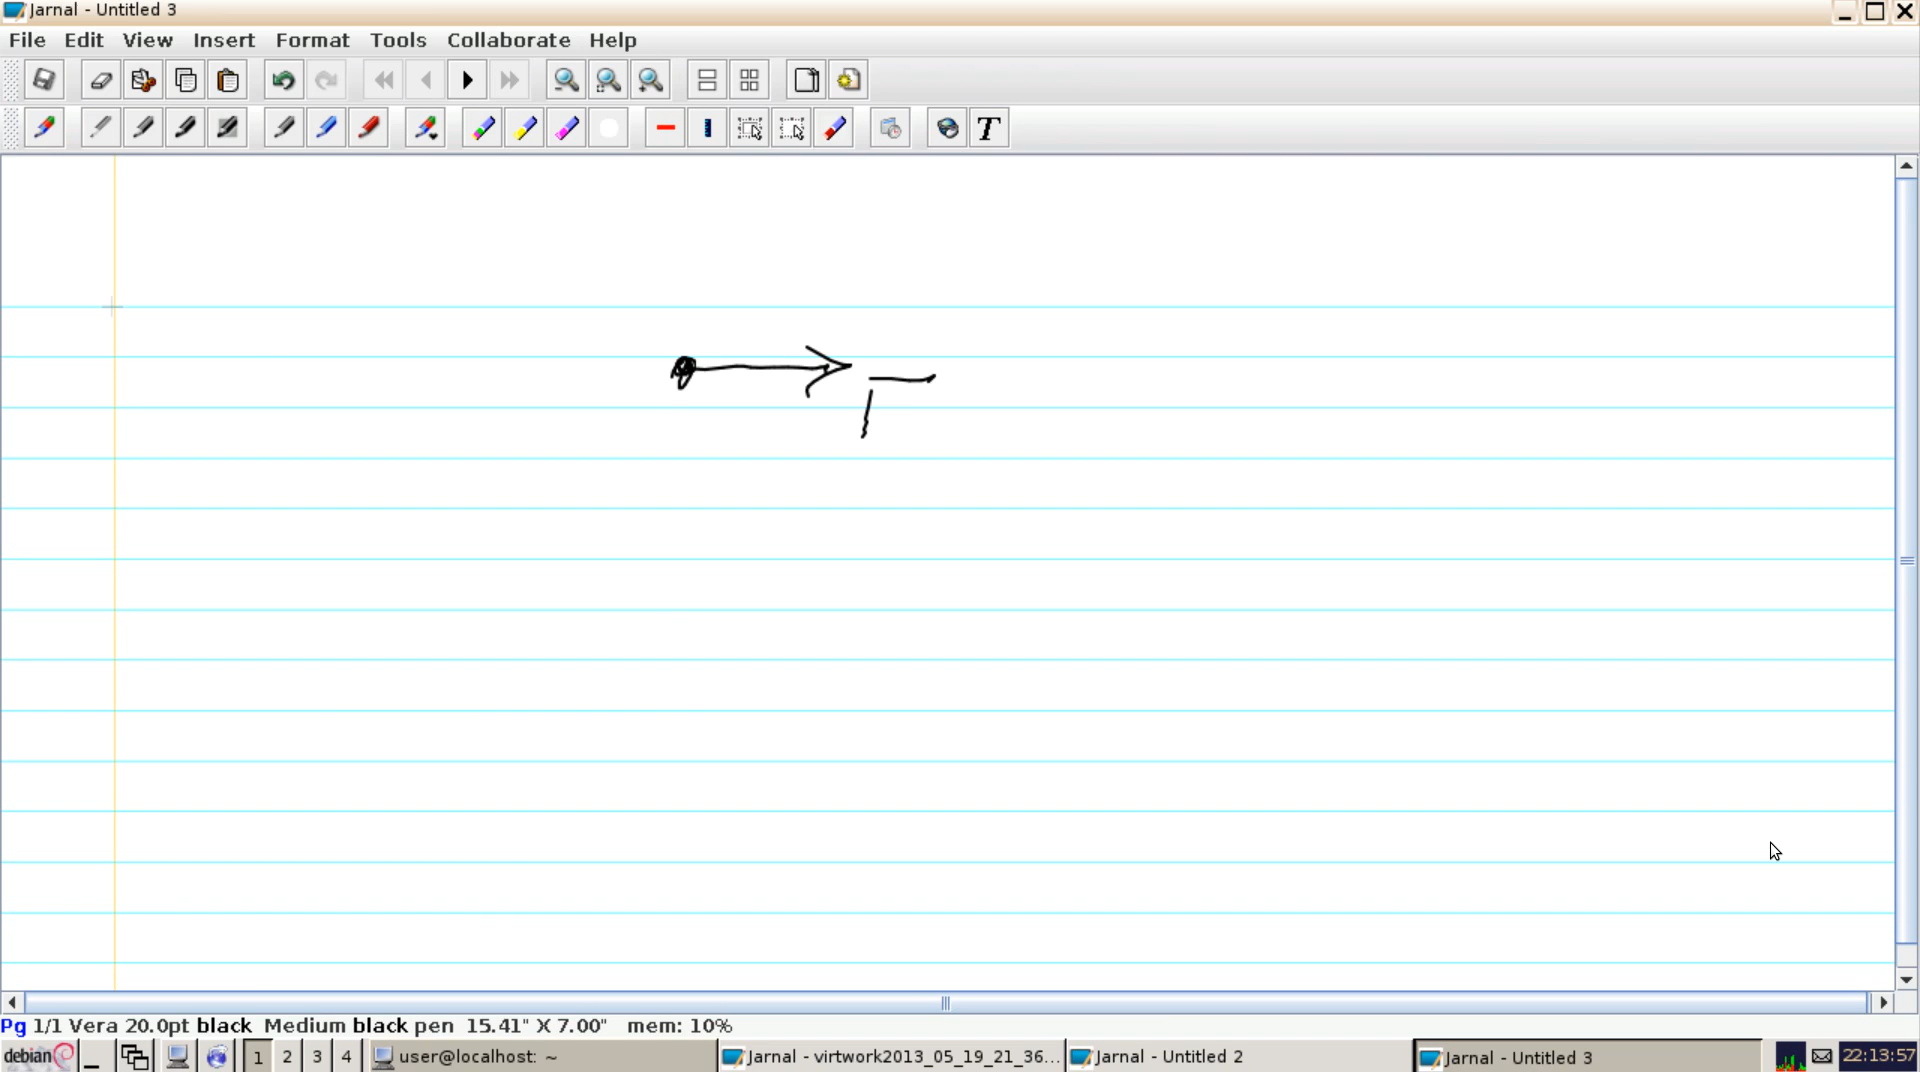 Jarnal - Untitled 3
File Edit View Insert Format Tools Collaborate Help
T
Pg 1/1 Vera 20.0pt black Medium black pen 15.41" X 7.00" mem: 10%
debian 1 2 3 4 user@localhost: ~ Jarnal - virtwork2013_05_19_21_36... Jarnal - Untitled 2 Jarnal - Untitled 3 22:13:57